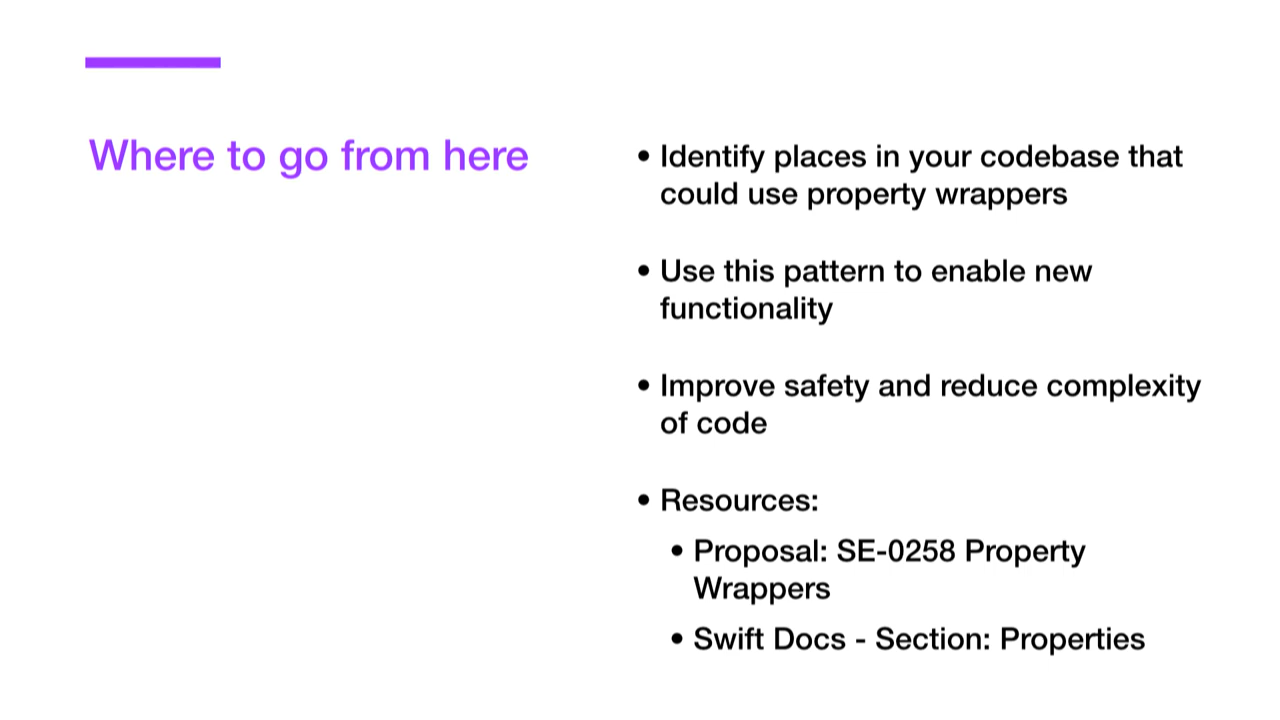 Where to go from here
• Identify places in your codebase that
could use property wrappers
• Use this pattern to enable new
functionality
• Improve safety and reduce complexity
of code
• Resources:
• Proposal: SE-0258 Property
Wrappers
• Swift Docs - Section: Properties